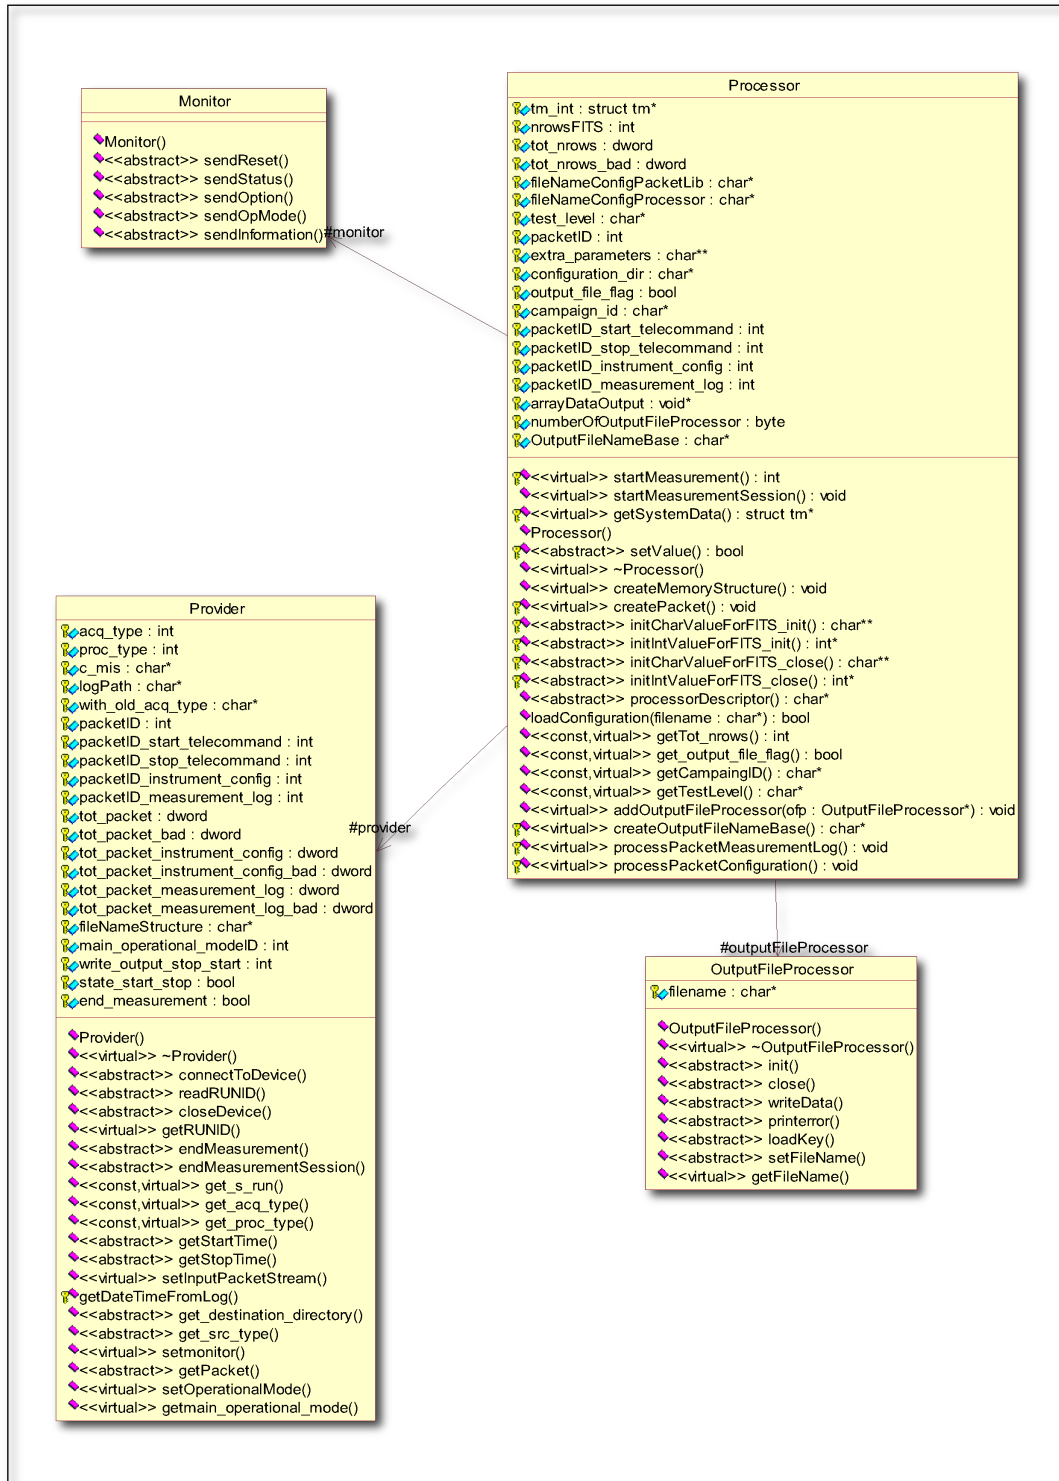 Monitor
Monitor()
<<abstract>> sendReset()
<<abstract>> sendStatus()
<<abstract>> sendOption()
<<abstract>> sendOpMode()
<<abstract>> sendInformation()
#monitor
Processor
tm_int : struct tm*
nrowsFITS : int
tot_nrows : dword
tot_nrows_bad : dword
fileNameConfigPacketLib : char*
fileNameConfigProcessor : char*
test_level : char*
packetID : int
extra_parameters : char**
configuration_dir : char*
output_file_flag : bool
campaign_id : char*
packetID_start_telecommand : int
packetID_stop_telecommand : int
packetID_instrument_config : int
packetID_measurement_log : int
arrayDataOutput : void*
numberOfOutputFileProcessor : byte
OutputFileNameBase : char*
<<virtual>> startMeasurement() : int
<<virtual>> startMeasurementSession() : void
<<virtual>> getSystemData() : struct tm*
Processor()
<<abstract>> setValue() : bool
<<virtual>> ~Processor()
<<virtual>> createMemoryStructure() : void
<<virtual>> createPacket() : void
<<abstract>> initCharValueForFITS_init() : char**
<<abstract>> initIntValueForFITS_init() : int*
<<abstract>> initCharValueForFITS_close() : char**
<<abstract>> initIntValueForFITS_close() : int*
<<abstract>> processorDescriptor() : char*
loadConfiguration(filename : char*) : bool
<<const,virtual>> getTot_nrows() : int
<<const,virtual>> get_output_file_flag() : bool
<<const,virtual>> getCampaingID() : char*
<<const,virtual>> getTestLevel() : char*
<<virtual>> addOutputFileProcessor(ofp : OutputFileProcessor*) : void
<<virtual>> createOutputFileNameBase() : char*
<<virtual>> processPacketMeasurementLog() : void
<<virtual>> processPacketConfiguration() : void
Provider
acq_type : int
proc_type : int
c_mis : char*
logPath : char*
with_old_acq_type : char*
packetID : int
packetID_start_telecommand : int
packetID_stop_telecommand : int
packetID_instrument_config : int
packetID_measurement_log : int
tot_packet : dword
tot_packet_bad : dword
tot_packet_instrument_config : dword
tot_packet_instrument_config_bad : dword
tot_packet_measurement_log : dword
tot_packet_measurement_log_bad : dword
fileNameStructure : char*
main_operational_modeID : int
write_output_stop_start : int
state_start_stop : bool
end_measurement : bool
Provider()
<<virtual>> ~Provider()
<<abstract>> connectToDevice()
<<abstract>> readRUNID()
<<abstract>> closeDevice()
<<virtual>> getRUNID()
<<abstract>> endMeasurement()
<<abstract>> endMeasurementSession()
<<const,virtual>> get_s_run()
<<const,virtual>> get_acq_type()
<<const,virtual>> get_proc_type()
<<abstract>> getStartTime()
<<abstract>> getStopTime()
<<virtual>> setInputPacketStream()
getDateTimeFromLog()
<<abstract>> get_destination_directory()
<<abstract>> get_src_type()
<<virtual>> setmonitor()
<<abstract>> getPacket()
<<virtual>> setOperationalMode()
<<virtual>> getmain_operational_mode()
#provider
#outputFileProcessor
OutputFileProcessor
filename : char*
OutputFileProcessor()
<<virtual>> ~OutputFileProcessor()
<<abstract>> init()
<<abstract>> close()
<<abstract>> writeData()
<<abstract>> printerror()
<<abstract>> loadKey()
<<abstract>> setFileName()
<<virtual>> getFileName()